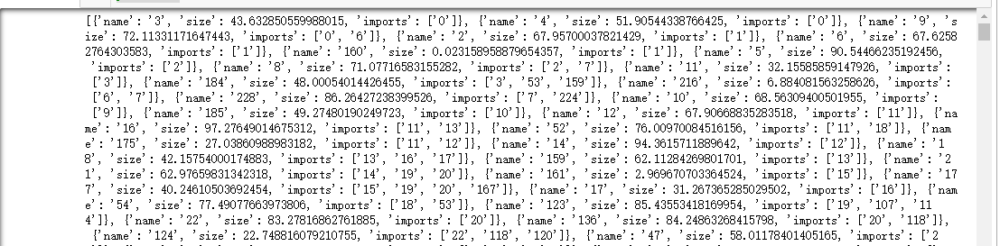 [{'name': '3', 'size': 43.632850559988015, 'imports': ['0']}, {'name': '4', 'size': 51.90544338766425, 'imports': ['0']}, {'name': '9', 's
ize': 72.11331171647443, 'imports': ['0', '6']}, {'name': '2', 'size': 67.95700037821429, 'imports': ['1']}, {'name': '6', 'size': 67.6258
2764303583, 'imports': ['1']}, {'name': '160', 'size': 0.023158958879654357, 'imports': ['1']}, {'name': '5', 'size': 90.54466235192456,
'imports': ['2']}, {'name': '8', 'size': 71.07716583155282, 'imports': ['2', '7']}, {'name': '11', 'size': 32.15585859147926, 'imports':
['3']}, {'name': '184', 'size': 48.00054014426455, 'imports': ['3', '53', '159']}, {'name': '216', 'size': 6.884081563258626, 'imports':
['6', '7']}, {'name': '228', 'size': 86.26427238399526, 'imports': ['7', '224']}, {'name': '10', 'size': 68.56309400501955, 'imports':
['9']}, {'name': '185', 'size': 49.27480190249723, 'imports': ['10']}, {'name': '12', 'size': 67.90668835283518, 'imports': ['11']}, {'na
me': '16', 'size': 97.27649014675312, 'imports': ['11', '13']}, {'name': '52', 'size': 76.00970084516156, 'imports': ['11', '18']}, {'nam
e': '175', 'size': 27.03860989983182, 'imports': ['11', '12']}, {'name': '14', 'size': 94.3615711889642, 'imports': ['12']}, {'name': '1
8', 'size': 42.15754000174883, 'imports': ['13', '16', '17']}, {'name': '159', 'size': 62.11284269801701, 'imports': ['13']}, {'name': '2
1', 'size': 62.97659831342318, 'imports': ['14', '19', '20']}, {'name': '161', 'size': 2.969670703364524, 'imports': ['15']}, {'name': '17
7', 'size': 40.24610503692454, 'imports': ['15', '19', '20', '167']}, {'name': '17', 'size': 31.267365285029502, 'imports': ['16']}, {'na
me': '54', 'size': 77.49077663973806, 'imports': ['18', '53']}, {'name': '123', 'size': 85.43553418169954, 'imports': ['19', '107', '11
4']}, {'name': '22', 'size': 83.27816862761885, 'imports': ['20']}, {'name': '136', 'size': 84.24863268415798, 'imports': ['20', '118']},
{'name': '124', 'size': 22.748816079210755, 'imports': ['22', '118', '120']}, {'name': '47', 'size': 58.01178401405165, 'imports': ['2